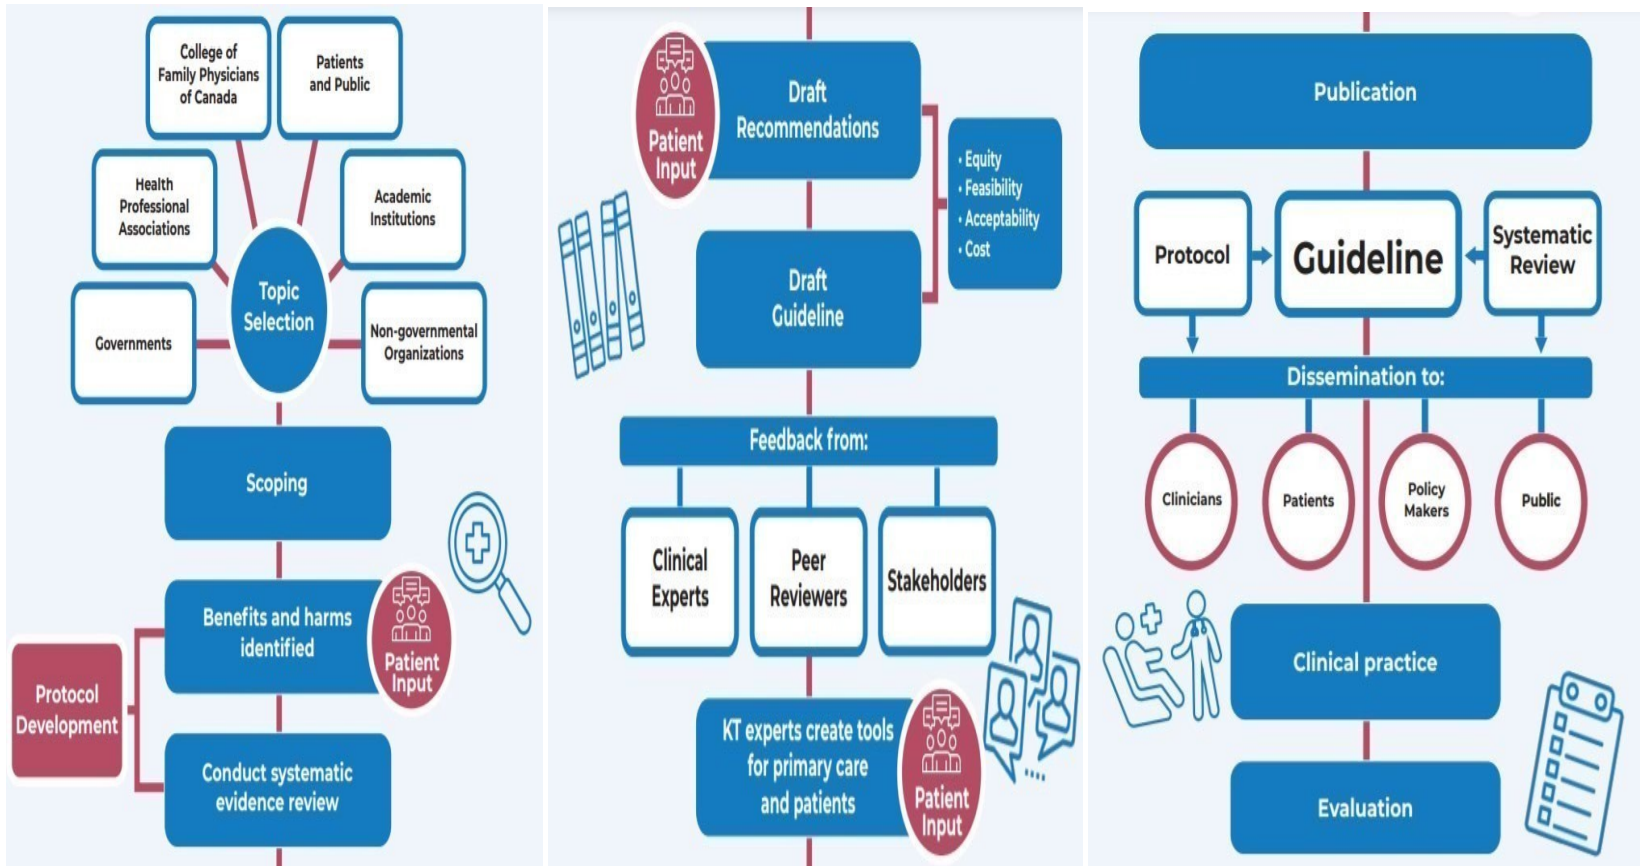 College of
Family Physicians
of Canada
Patients
and Public
Health
Professional
Associations
Academic
Institutions
Governments
Topic
Selection
Non-governmental
Organizations
Scoping
Benefits and harms
identified
Patient
Input
Protocol
Development
Conduct systematic
evidence review
Patient
Input
Draft
Recommendations
• Equity
• Feasibility
• Acceptability
• Cost
Draft
Guideline
Feedback from:
Clinical
Experts
Peer
Reviewers
Stakeholders
KT experts create tools
for primary care
and patients
Patient
Input
Publication
Protocol
Guideline
Systematic
Review
Dissemination to:
Clinicians
Patients
Policy
Makers
Public
Clinical practice
Evaluation